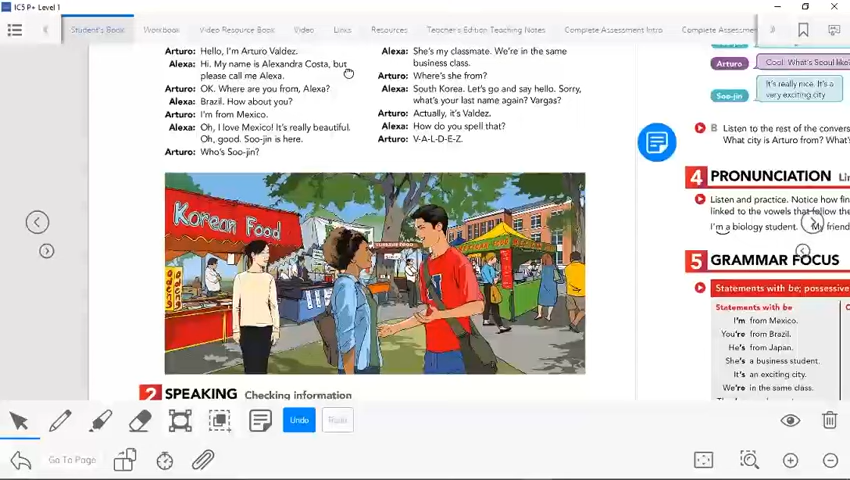 IC5 P+ Level 1
Student's Book
Workbook
Video Resource Book
Video
Links
Resources
Teacher's Edition Teaching Notes
Complete Assessment Intro
Complete Assessm
Arturo: Hello, I'm Arturo Valdez.
Alexa: Hi. My name is Alexandra Costa, but
please call me Alexa.
Arturo: OK. Where are you from, Alexa?
Alexa: Brazil. How about you?
Arturo: I'm from Mexico.
Alexa: Oh, I love Mexico! It's really beautiful.
Oh, good. Soo-jin is here.
Arturo: Who's Soo-jin?
Alexa: She's my classmate. We're in the same
business class.
Arturo: Where's she from?
Alexa: South Korea. Let's go and say hello. Sorry,
what's your last name again? Vargas?
Arturo: Actually, it's Valdez.
Alexa: How do you spell that?
Arturo: V-A-L-D-E-Z.
Korean Food
2 SPEAKING Checking information
Arturo
Cool. What's Seoul like
Soo-jin
It's really nice. It's a
very exciting city.
B Listen to the rest of the convers
What city is Arturo from? What's
4 PRONUNCIATION Lin
Listen and practice. Notice how fin
linked to the vowels that follow the
I'm a biology student. My friend
5 GRAMMAR FOCUS
Statements with be; possessive
Statements with be
I'm from Mexico.
You're from Brazil.
He's from Japan.
She's a business student.
It's an exciting city.
We're in the same class.
Undo
Redo
Go To Page